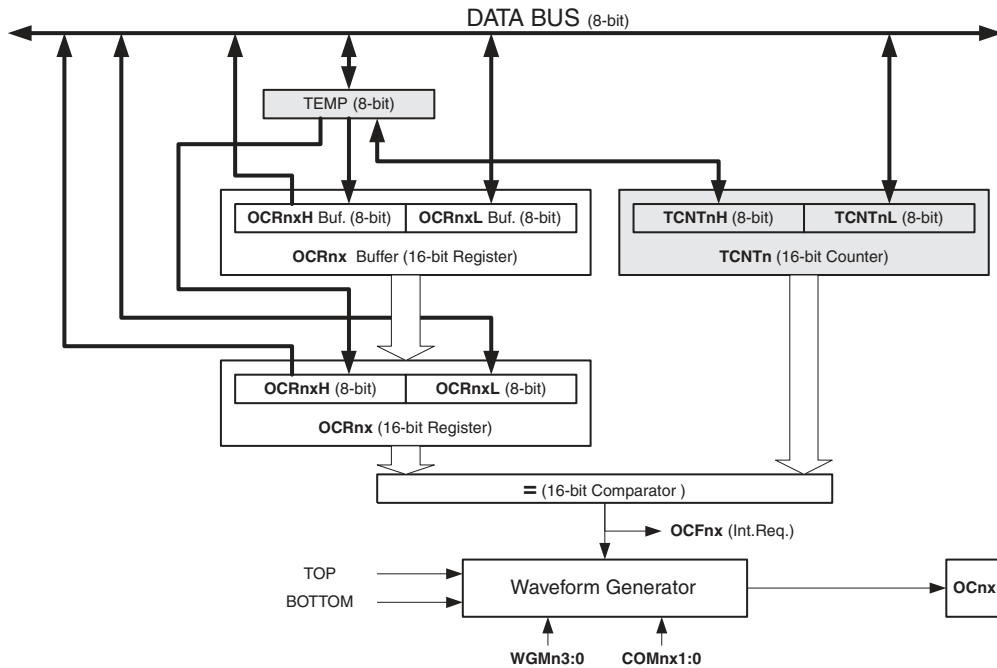 DATA BUS (8-bit)
TEMP (8-bit)
OCRnxH Buf. (8-bit)
OCRnxL Buf. (8-bit)
OCRnx Buffer (16-bit Register)
TCNTnH (8-bit)
TCNTnL (8-bit)
TCNTn (16-bit Counter)
OCRnxH (8-bit)
OCRnxL (8-bit)
OCRnx (16-bit Register)
= (16-bit Comparator )
OCFnx (Int.Req.)
TOP
BOTTOM
Waveform Generator
OCnx
WGMn3:0
COMnx1:0